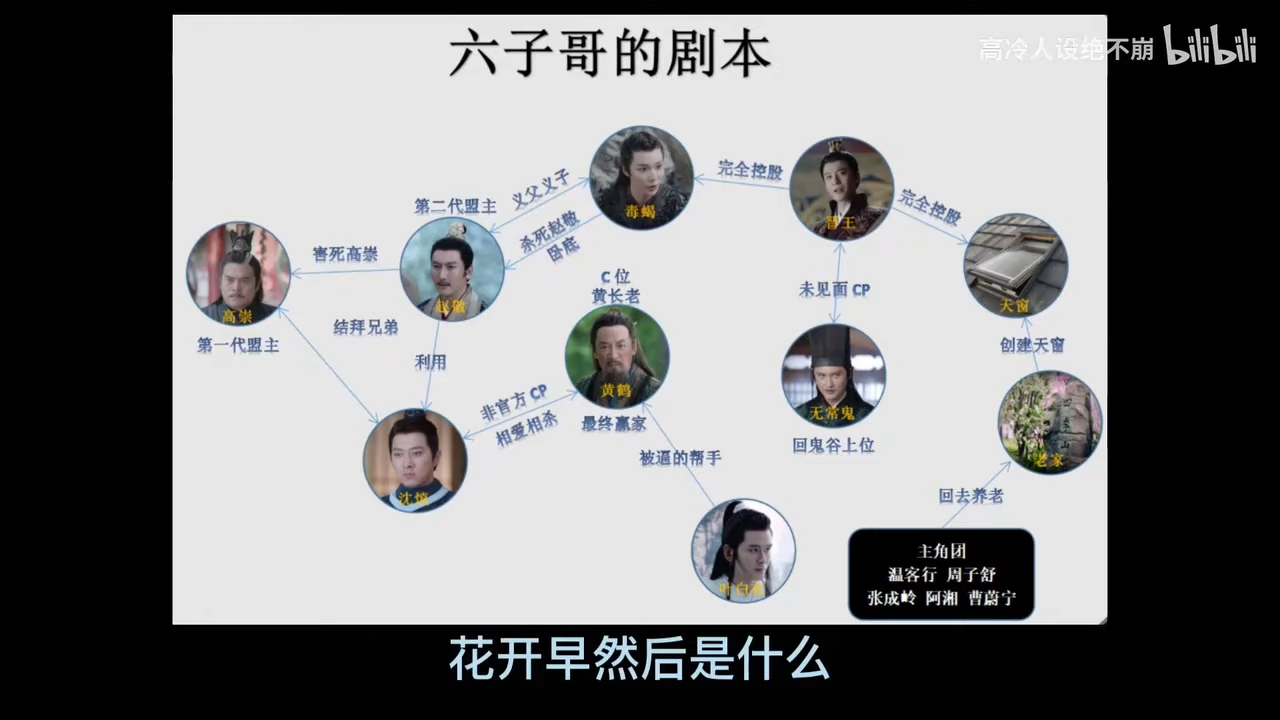 六子哥的剧本
高冷人设绝不崩
bilibili
完全控股
毒蝎
晋王
义父义子
第二代盟主
完全控股
杀死赵敬
卧底
害死高崇
C位
黄长老
未见面CP
天窗
赵敬
高崇
第一代盟主
结拜兄弟
利用
创建天窗
非官方CP
相爱相杀
黄鹤
最终赢家
无常鬼
回鬼谷上位
被逼的帮手
老家
沈慎
回去养老
主角团
温客行 周子舒
张成岭 阿湘 曹蔚宁
叶白衣
花开早然后是什么